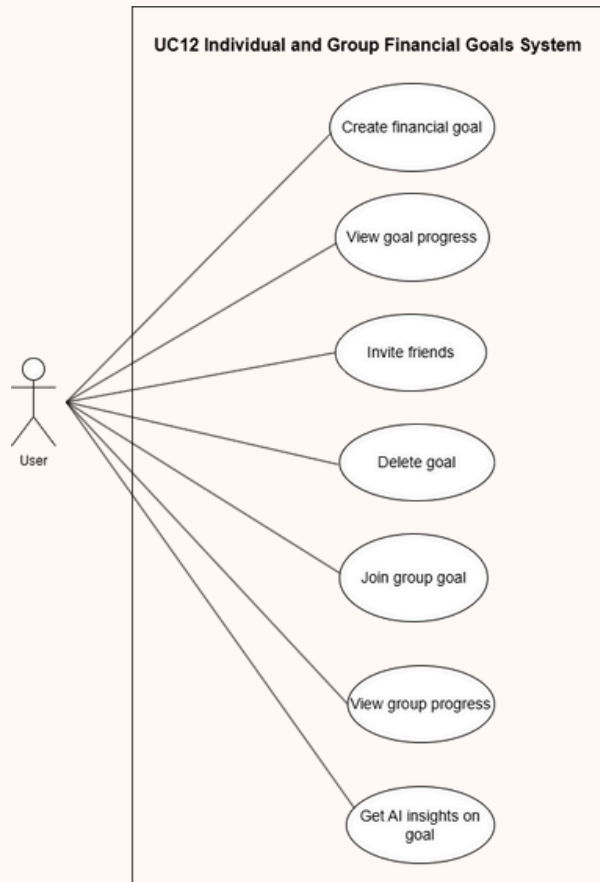 UC12 Individual and Group Financial Goals System
Create financial goal
View goal progress
Invite friends
User
Delete goal
Join group goal
View group progress
Get AI insights on
goal